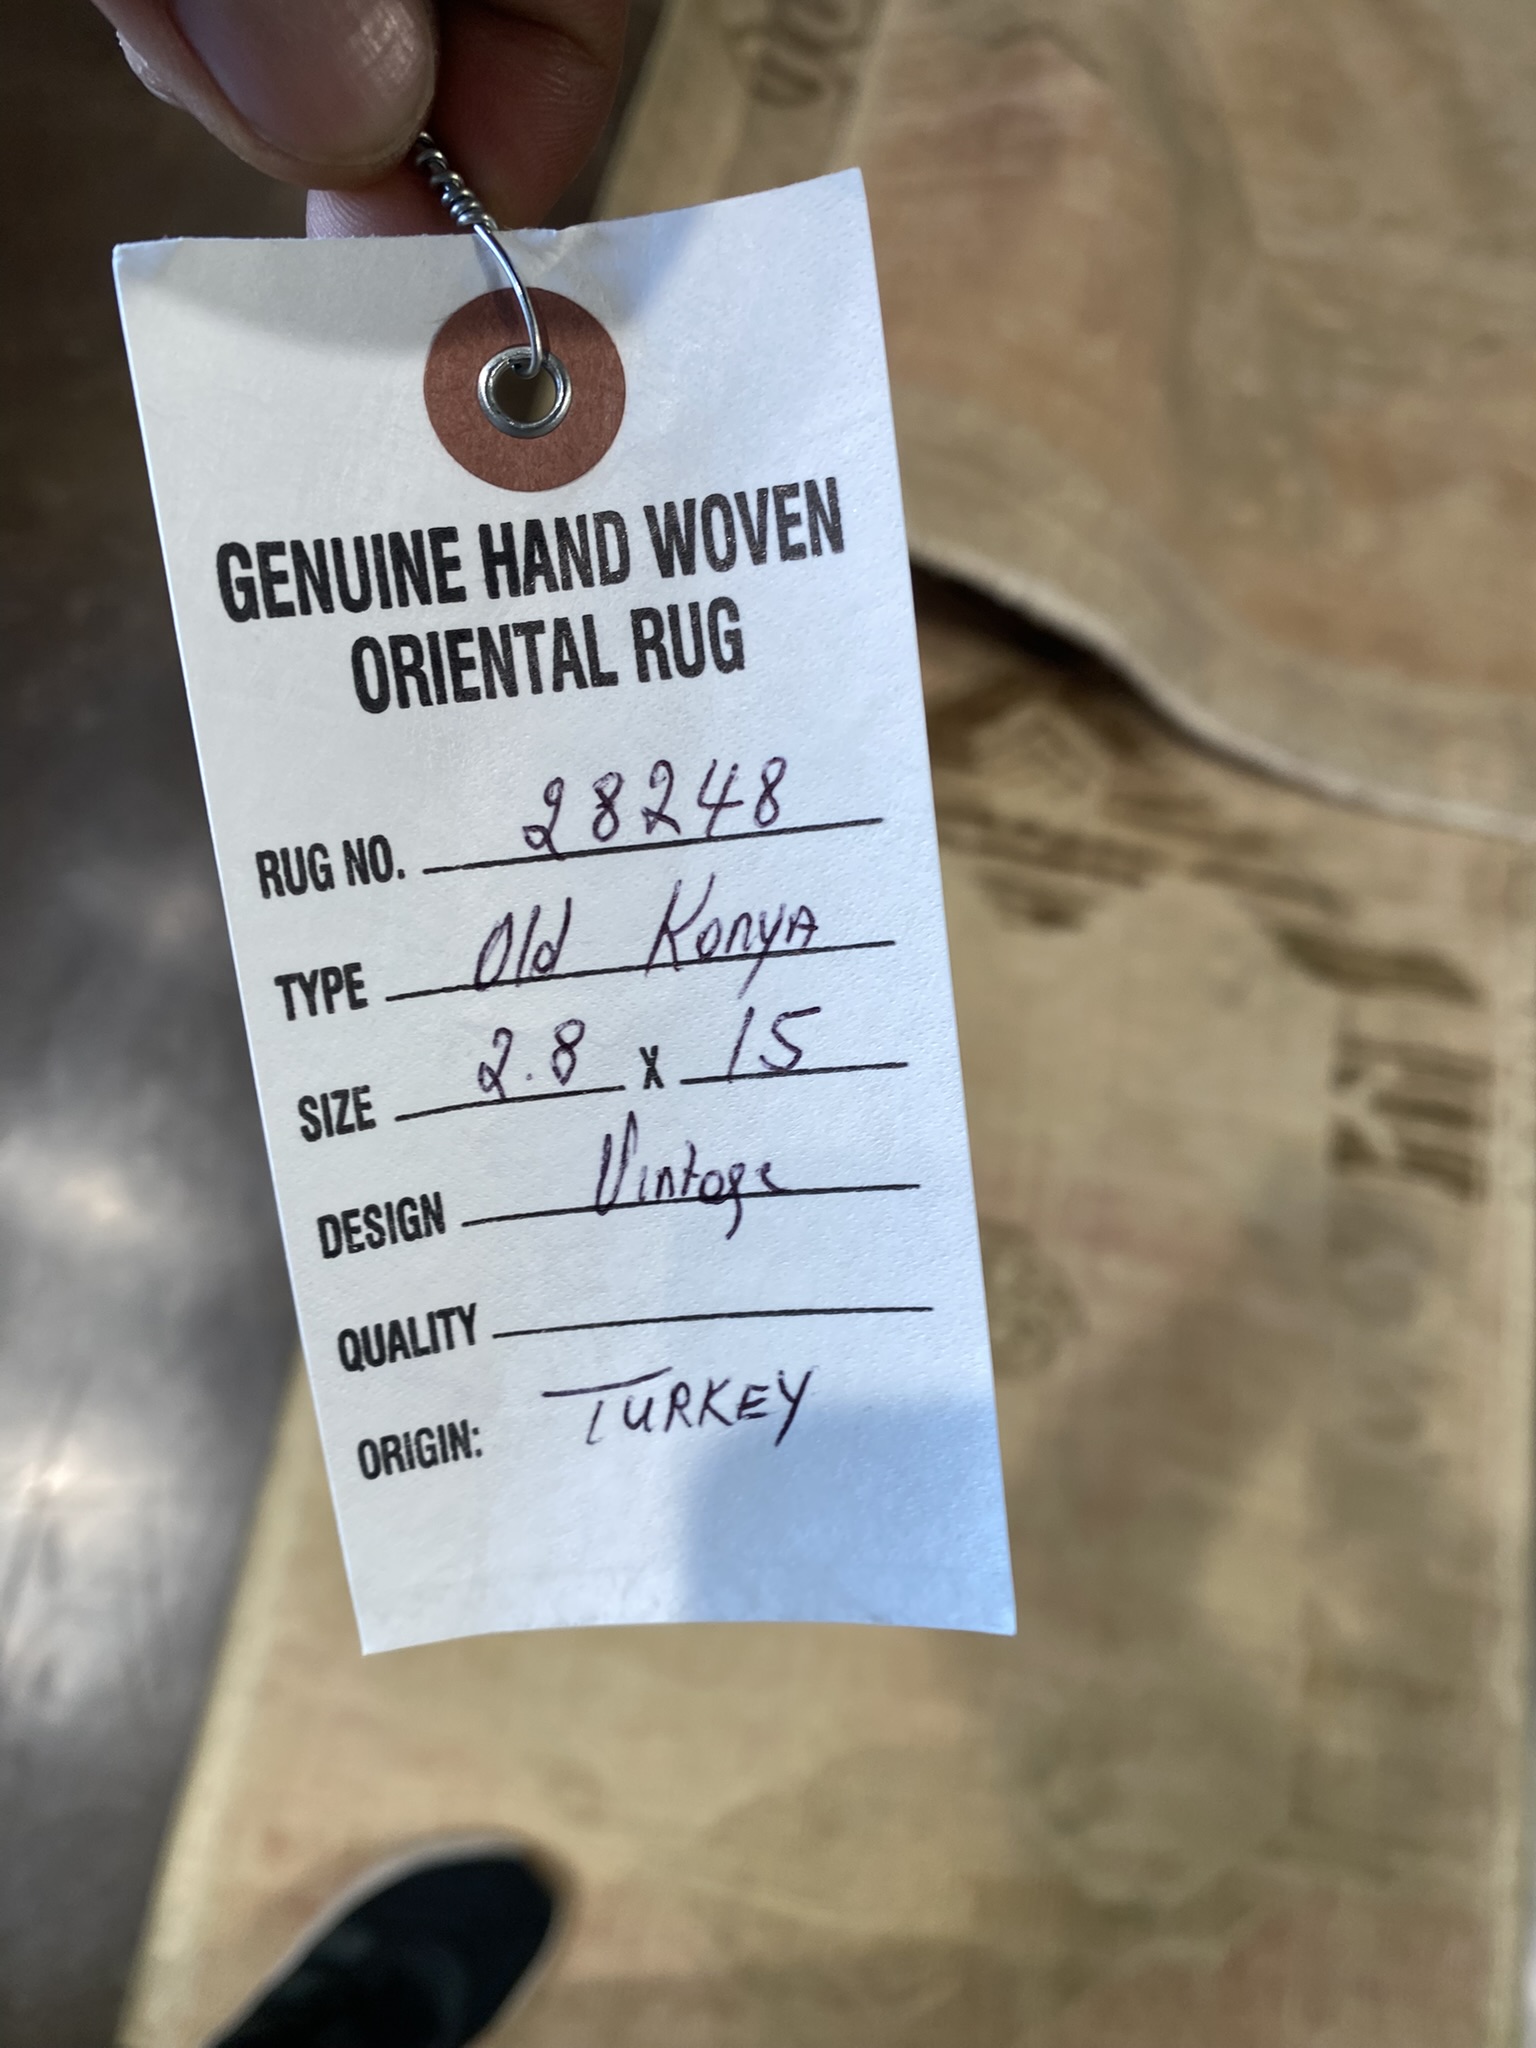 GENUINE HAND WOVEN
ORIENTAL RUG
RUG NO. 28248
TYPE Old Konya
SIZE 2.8 X 15
DESIGN Vintage
QUALITY
ORIGIN: TURKEY